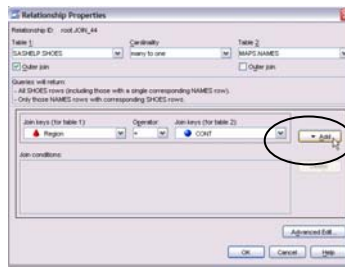 Relationship Properties
Relationship ID: root.JOIN_44
Table 1: Cardinality Table 2
SASHELP.SHOES many to one MAPS.NAMES
Outer join Outer join
Queries will return:
- All SHOES rows (including those with a single corresponding NAMES row).
- Only those NAMES rows with corresponding SHOES rows.
Join keys (for table 1): Operator Join keys (for table 2):
Region = CONT Add
Join conditions:
Advanced Edit...
OK Cancel Help